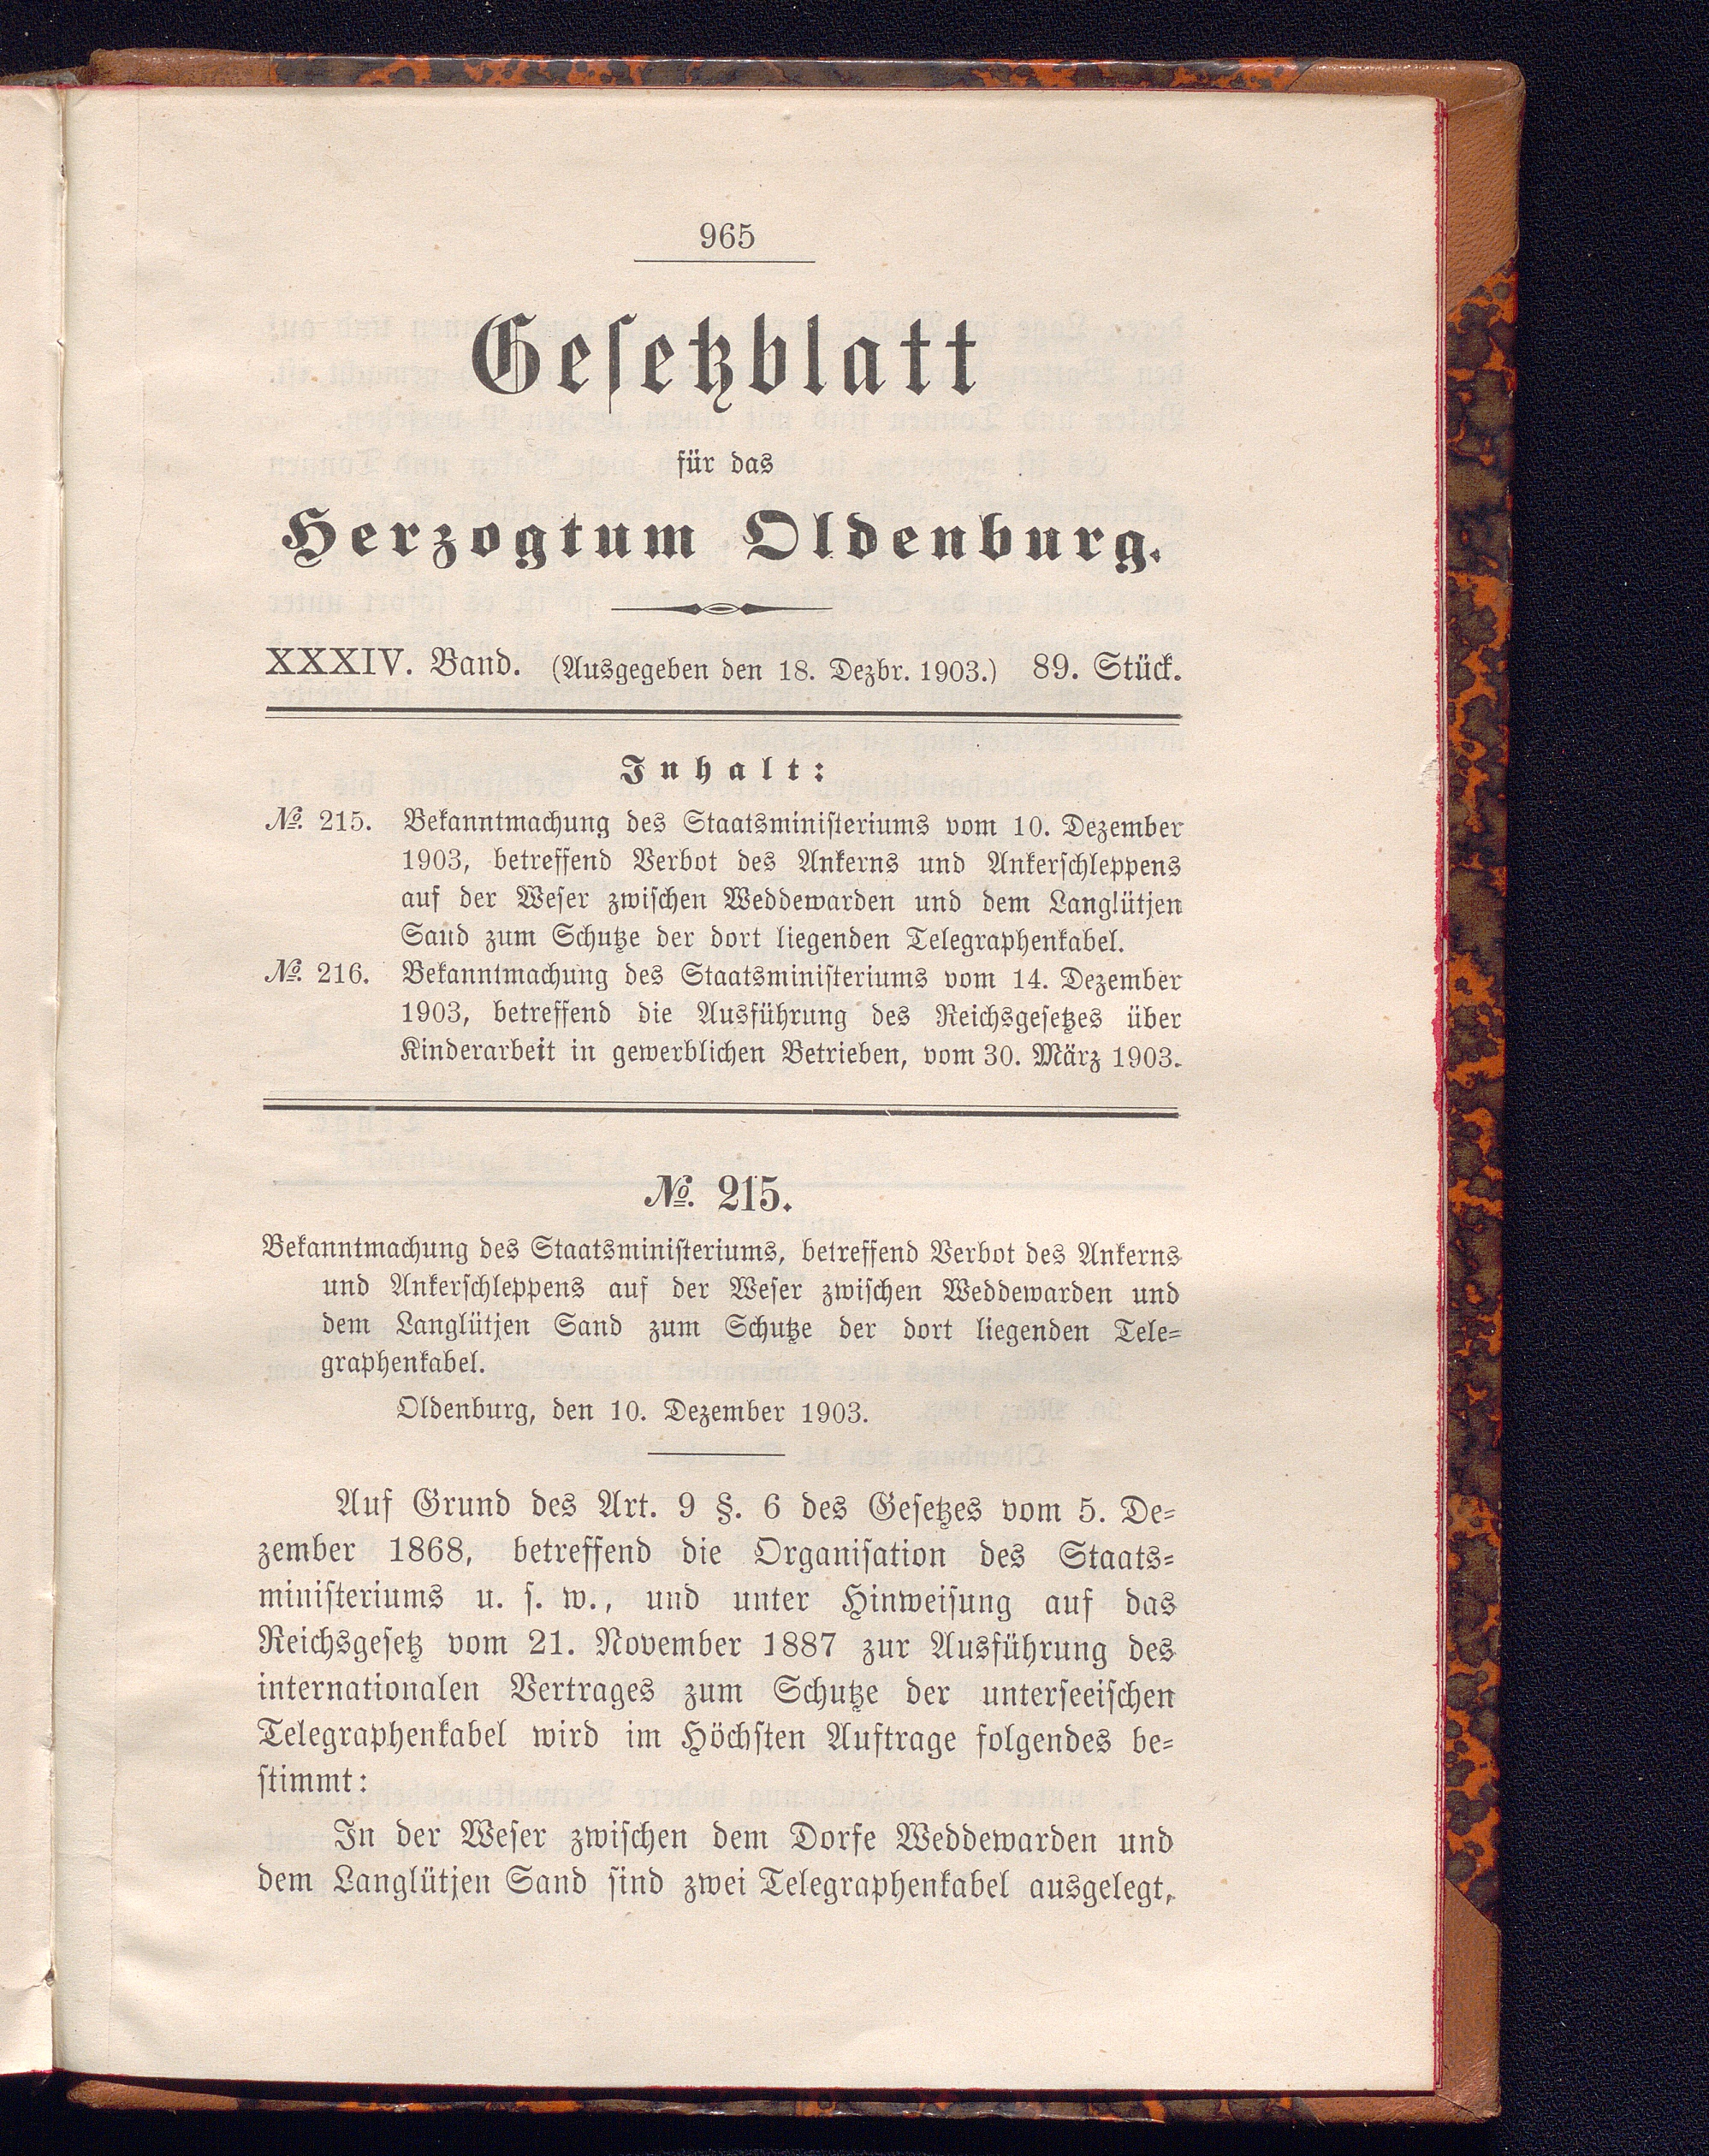 965
Gesetzblatt
für das
Herzogtum Oldenburg.
XXXIV. Band. (Ausgegeben den 18. Dezbr. 1903.) 89. Stück.
Inhalt:
№. 215. Bekanntmachung des Staatsministeriums vom 10. Dezember
1903, betreffend Verbot des Ankerns und Ankerschleppens
auf der Weser zwischen Weddewarden und dem Langlütjen
Sand zum Schutze der dort liegenden Telegraphenkabel.
№. 216. Bekanntmachung des Staatsministeriums vom 14. Dezember
1903, betreffend die Ausführung des Reichsgesetzes über
Kinderarbeit in gewerblichen Betrieben, vom 30. März 1903.
№. 215.
Bekanntmachung des Staatsministeriums, betreffend Verbot des Ankerns
und Ankerschleppens auf der Weser zwischen Weddewarden und
dem Langlütjen Sand zum Schutze der dort liegenden Tele-
graphenkabel.
Oldenburg, den 10. Dezember 1903.
Auf Grund des Art. 9 §. 6 des Gesetzes vom 5. De-
zember 1868, betreffend die Organisation des Staats-
ministeriums u. s. w., und unter Hinweisung auf das
Reichsgesetz vom 21. November 1887 zur Ausführung des
internationalen Vertrages zum Schutze der unterseeischen
Telegraphenkabel wird im Höchsten Auftrage folgendes be-
stimmt:
In der Weser zwischen dem Dorfe Weddewarden und
dem Langlütjen Sand sind zwei Telegraphenkabel ausgelegt,